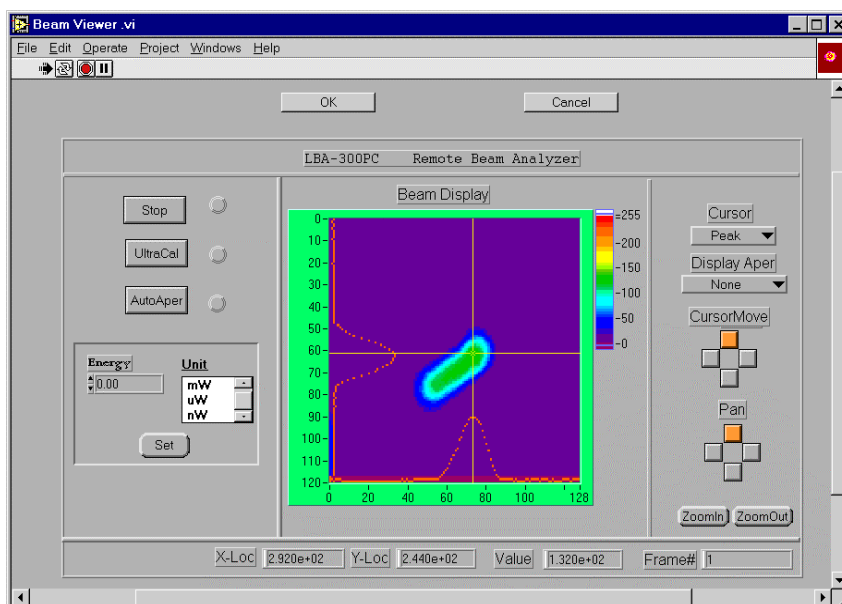 Beam Viewer .vi
File Edit Operate Project Windows Help
OK Cancel
LBA-300PC Remote Beam Analyzer
Stop
UltraCal
AutoAper
Energy
0.00
Unit
mW
uW
nW
Set
Beam Display
0
10
20
30
40
50
60
70
80
90
100
110
120
0 20 40 60 80 100 128
=255
-200
-150
-100
-50
-0
Cursor
Peak
Display Aper
None
CursorMove
Pan
ZoomIn ZoomOut
X-Loc 2.920e+02 Y-Loc 2.440e+02 Value 1.320e+02 Frame# 1